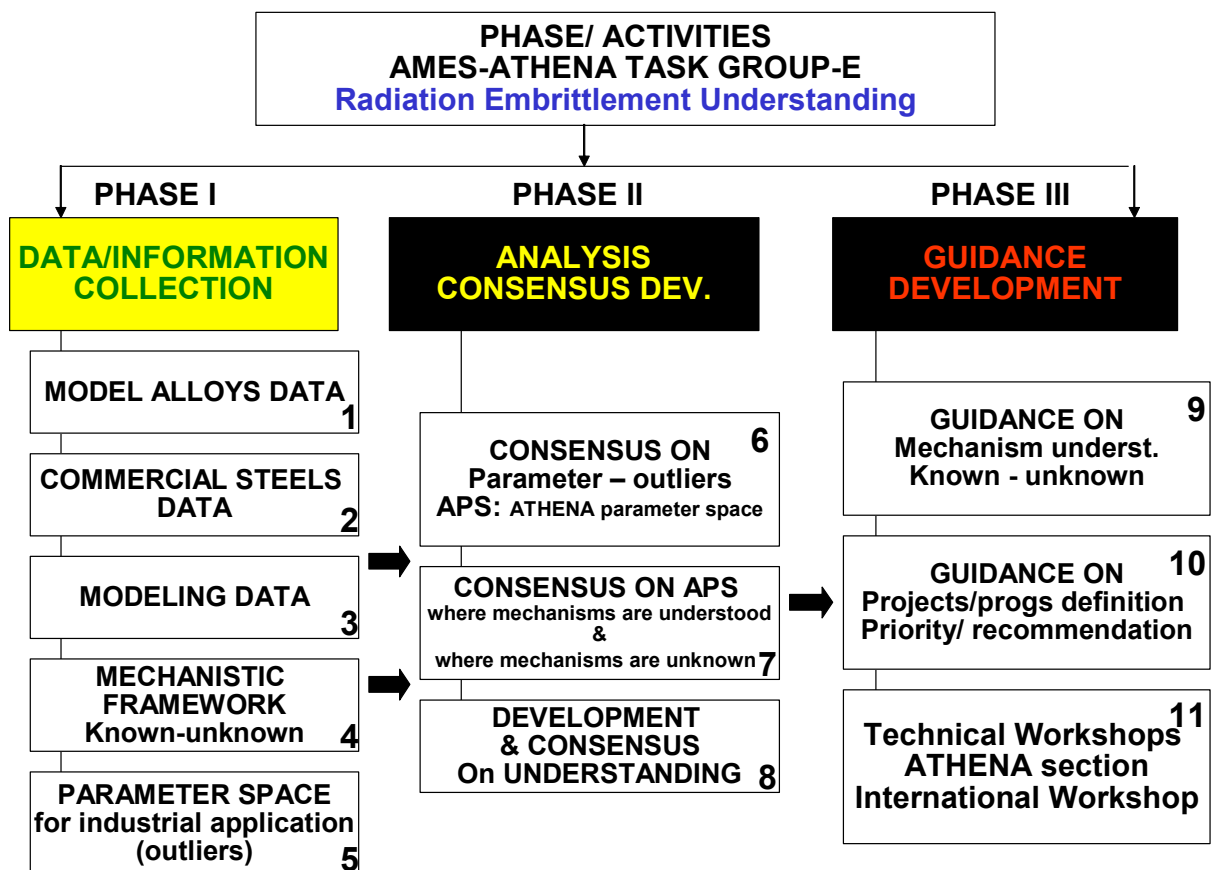 PHASE/ ACTIVITIES
AMES-ATHENA TASK GROUP-E
Radiation Embrittlement Understanding
PHASE I
DATA/INFORMATION
COLLECTION
MODEL ALLOYS DATA
1
COMMERCIAL STEELS
DATA
2
MODELING DATA
3
MECHANISTIC
FRAMEWORK
Known-unknown
4
PARAMETER SPACE
for industrial application
(outliers)
5
PHASE II
ANALYSIS
CONSENSUS DEV.
6
CONSENSUS ON
Parameter – outliers
APS: ATHENA parameter space
CONSENSUS ON APS
where mechanisms are understood
&
where mechanisms are unknown
7
DEVELOPMENT
& CONSENSUS
On UNDERSTANDING
8
PHASE III
GUIDANCE
DEVELOPMENT
9
GUIDANCE ON
Mechanism underst.
Known - unknown
10
GUIDANCE ON
Projects/progs definition
Priority/ recommendation
11
Technical Workshops
ATHENA section
International Workshop